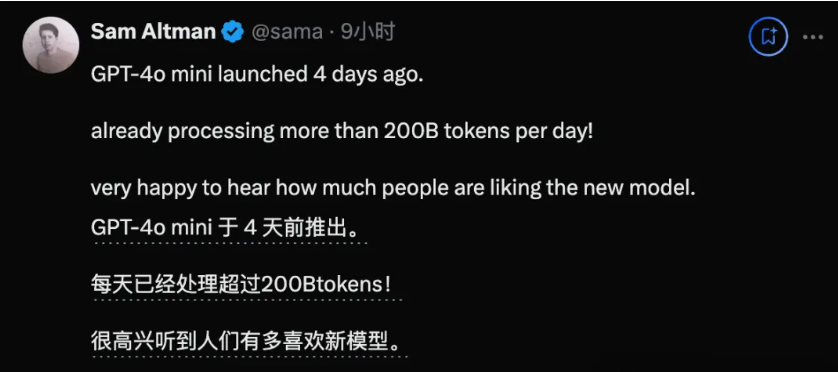 Sam Altman @sama · 9小时
GPT-4o mini launched 4 days ago.
already processing more than 200B tokens per day!
very happy to hear how much people are liking the new model.
GPT-4o mini 于 4 天前推出。
每天已经处理超过200Btokens！
很高兴听到人们有多喜欢新模型。